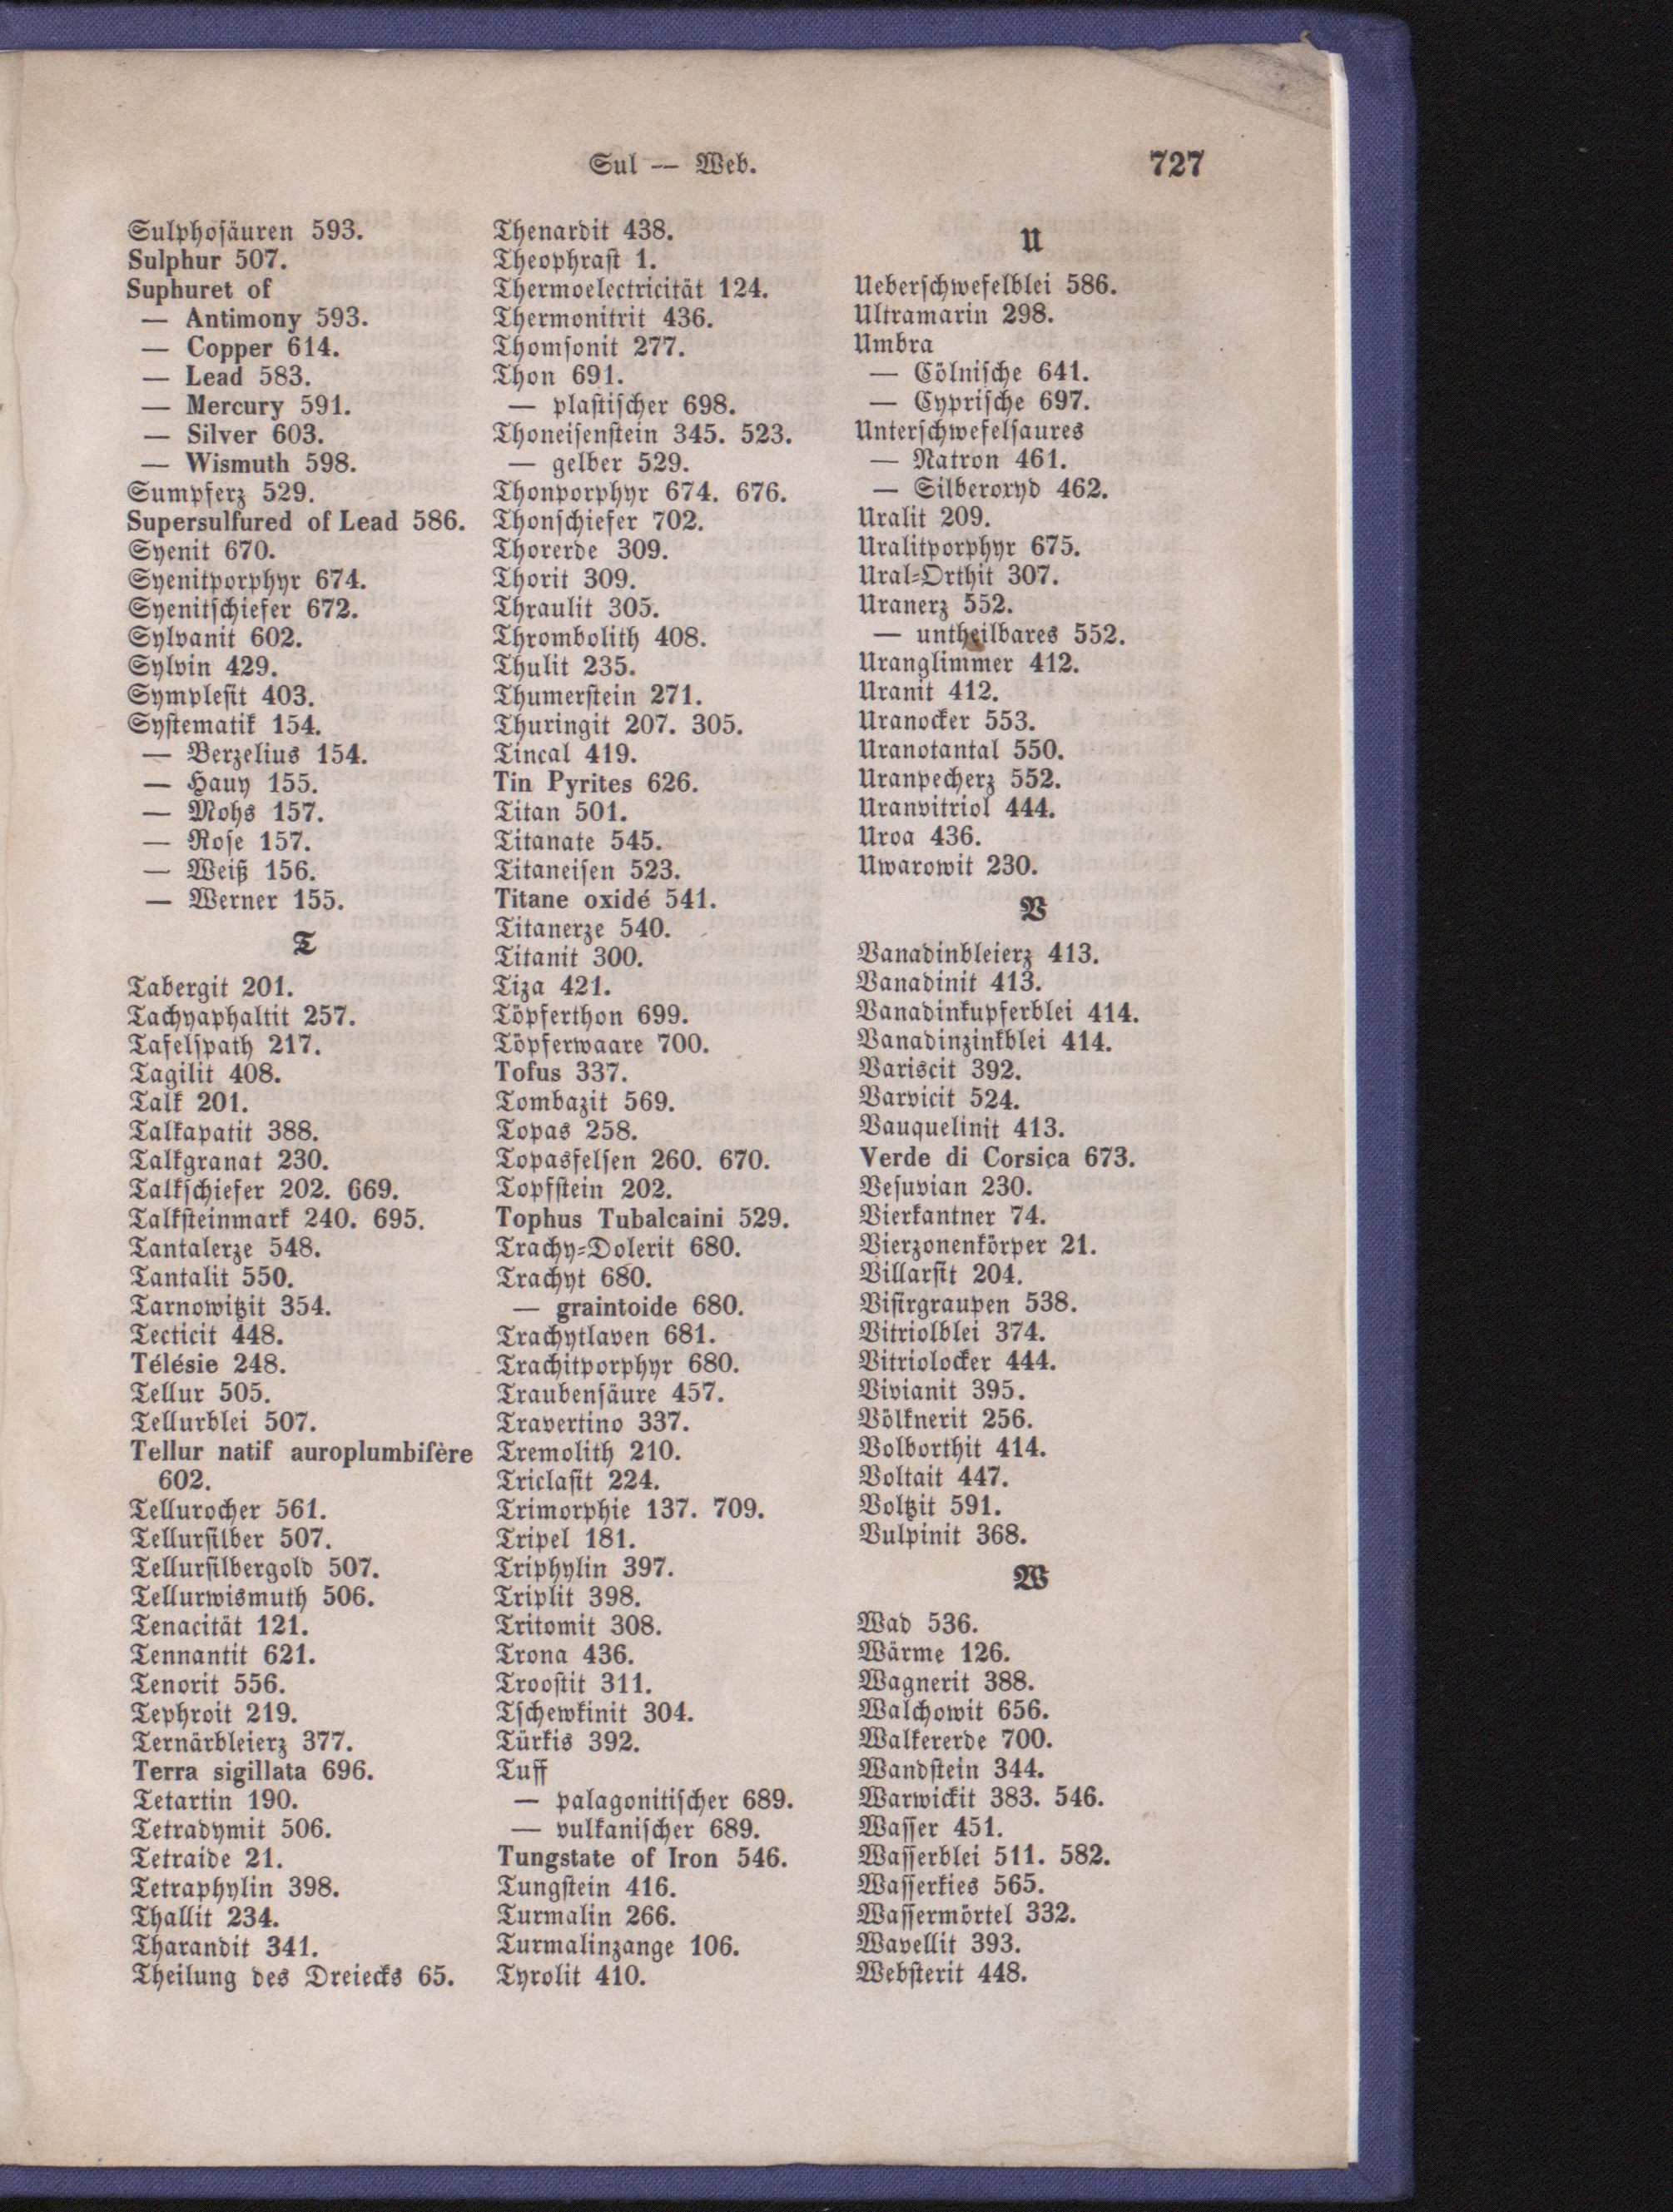 Sul — Web.
727
Sulphosäuren 593.
Sulphur 507.
Suphuret of
— Antimony 593.
— Copper 614.
— Lead 583.
— Mercury 591.
— Silver 603.
— Wismuth 598.
Sumpferz 529.
Supersulfured of Lead 586.
Syenit 670.
Syenitporphyr 674.
Syenitschiefer 672.
Sylvanit 602.
Sylvin 429.
Symplesit 403.
Systematik 154.
— Berzelius 154.
— Hauy 155.
— Mohs 157.
— Rose 157.
— Weiß 156.
— Werner 155.
T
Tabergit 201.
Tachyaphaltit 257.
Tafelspath 217.
Tagilit 408.
Talk 201.
Talkapatit 388.
Talkgranat 230.
Talkschiefer 202. 669.
Talksteinmark 240. 695.
Tantalerze 548.
Tantalit 550.
Tarnowitzit 354.
Tecticit 448.
Télésie 248.
Tellur 505.
Tellurblei 507.
Tellur natif auroplumbifère
602.
Tellurocher 561.
Tellursilber 507.
Tellursilbergold 507.
Tellurwismuth 506.
Tenacität 121.
Tennantit 621.
Tenorit 556.
Tephroit 219.
Ternärbleierz 377.
Terra sigillata 696.
Tetartin 190.
Tetradymit 506.
Tetraide 21.
Tetraphylin 398.
Thallit 234.
Tharandit 341.
Theilung des Dreiecks 65.
Thenardit 438.
Theophrast 1.
Thermoelectricität 124.
Thermonitrit 436.
Thomsonit 277.
Thon 691.
— plastischer 698.
Thoneisenstein 345. 523.
— gelber 529.
Thonporphyr 674. 676.
Thonschiefer 702.
Thorerde 309.
Thorit 309.
Thraulit 305.
Thrombolith 408.
Thulit 235.
Thumerstein 271.
Thuringit 207. 305.
Tincal 419.
Tin Pyrites 626.
Titan 501.
Titanate 545.
Titaneisen 523.
Titane oxidé 541.
Titanerze 540.
Titanit 300.
Tiza 421.
Töpferthon 699.
Töpferwaare 700.
Tofus 337.
Tombazit 569.
Topas 258.
Topasfelsen 260. 670.
Topfstein 202.
Tophus Tubalcaini 529.
Trachy-Dolerit 680.
Trachyt 680.
— graintoide 680.
Trachytlaven 681.
Trachitporphyr 680.
Traubensäure 457.
Travertino 337.
Tremolith 210.
Triclasit 224.
Trimorphie 137. 709.
Tripel 181.
Triphylin 397.
Triplit 398.
Tritomit 308.
Trona 436.
Troostit 311.
Tschewkinit 304.
Türkis 392.
Tuff
— palagonitischer 689.
— vulkanischer 689.
Tungstate of Iron 546.
Tungstein 416.
Turmalin 266.
Turmalinzange 106.
Tyrolit 410.
U
Ueberschwefelblei 586.
Ultramarin 298.
Umbra
— Cölnische 641.
— Cyprische 697.
Unterschwefelsaures
— Natron 461.
— Silberoxyd 462.
Uralit 209.
Uralitporphyr 675.
Ural-Orthit 307.
Uranerz 552.
— untheilbares 552.
Uranglimmer 412.
Uranit 412.
Uranocker 553.
Uranotantal 550.
Uranpecherz 552.
Uranvitriol 444.
Uroa 436.
Uwarowit 230.
V
Vanadinbleierz 413.
Vanadinit 413.
Vanadinkupferblei 414.
Vanadinzinkblei 414.
Variscit 392.
Varvicit 524.
Vauquelinit 413.
Verde di Corsica 673.
Vesuvian 230.
Vierkantner 74.
Vierzonenkörper 21.
Villarsit 204.
Visirgraupen 538.
Vitriolblei 374.
Vitriolocker 444.
Vivianit 395.
Völknerit 256.
Volborthit 414.
Voltait 447.
Voltzit 591.
Vulpinit 368.
W
Wad 536.
Wärme 126.
Wagnerit 388.
Walchowit 656.
Walkererde 700.
Wandstein 344.
Warwickit 383. 546.
Wasser 451.
Wasserblei 511. 582.
Wasserkies 565.
Wassermörtel 332.
Wavellit 393.
Websterit 448.